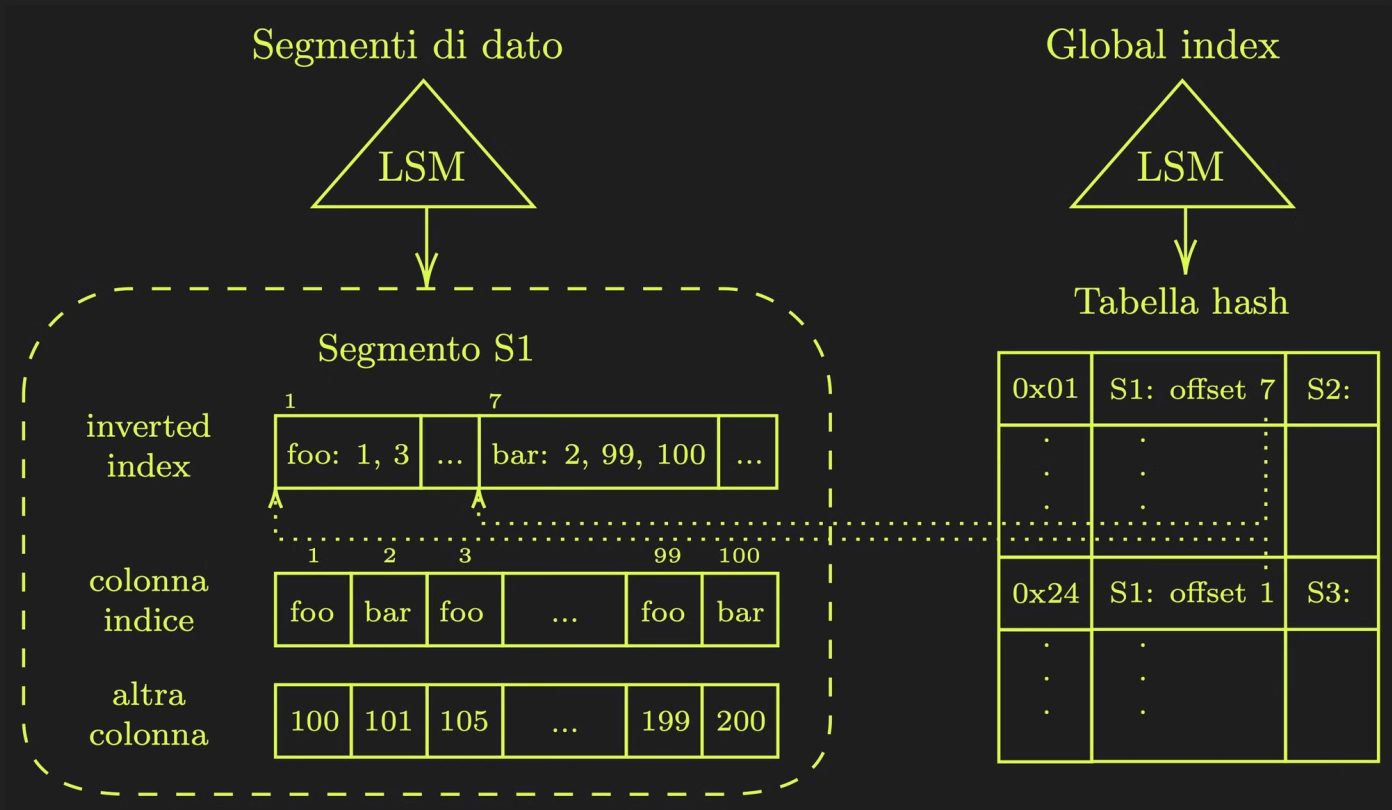 Segmenti di dato
LSM
Segmento S1
inverted
index
1 7
foo: 1, 3 ... bar: 2, 99, 100 ...
colonna
indice
1 2 3 99 100
foo bar foo ... foo bar
altra
colonna
100 101 105 ... 199 200
Global index
LSM
Tabella hash
0x01 S1: offset 7 S2:
0x24 S1: offset 1 S3: